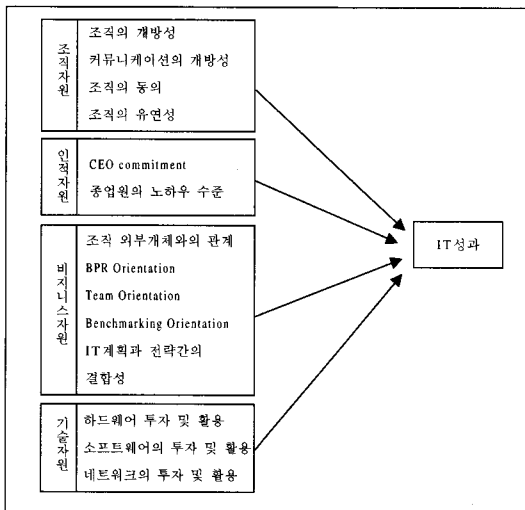 조직자원
조직의 개방성
커뮤니케이션의 개방성
조직의 동의
조직의 유연성
인적자원
CEO commitment
종업원의 노하우 수준
비지니스자원
조직 외부개체와의 관계
BPR Orientation
Team Orientation
Benchmarking Orientation
IT계획과 전략간의
결합성
기술자원
하드웨어 투자 및 활용
소프트웨어의 투자 및 활용
네트워크의 투자 및 활용
IT성과